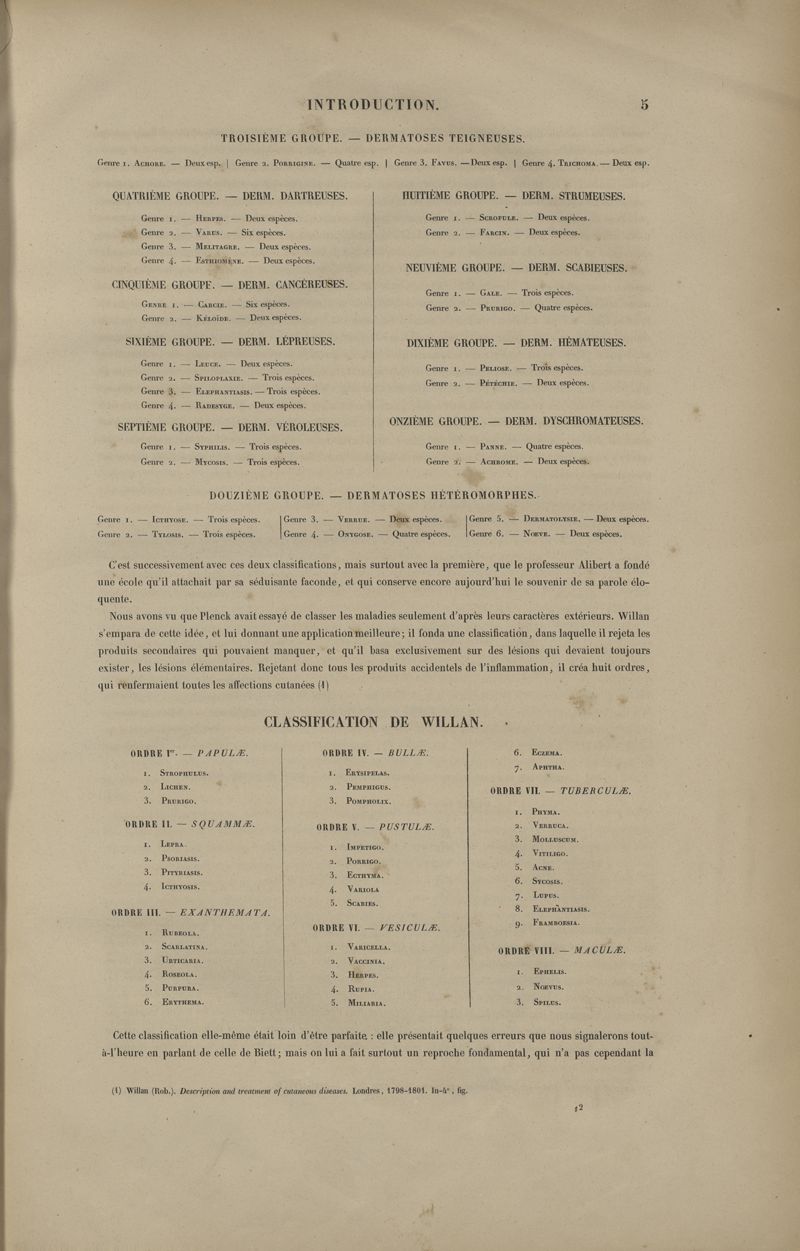 INTRODUCTION. 5
TROISIÈME GROUPE. — DERMATOSES TEIGNEUSES.
Genre 1. Achore. — Deux esp. | Genre 2. Porrigine. — Quatre esp. | Genre 3. Favus. — Deux esp. | Genre 4. Trichoma. — Deux esp.
QUATRIÈME GROUPE. — DERM. DARTREUSES.
Genre 1. — Herpes. — Deux espèces.
Genre 2. — Varus. — Six espèces.
Genre 3. — Melitagre. — Deux espèces.
Genre 4. — Esthiomène. — Deux espèces.
CINQUIÈME GROUPE. — DERM. CANCÉREUSES.
Genre 1. — Carcie. — Six espèces.
Genre 2. — Kéloïde. — Deux espèces.
SIXIÈME GROUPE. — DERM. LÉPREUSES.
Genre 1. — Leuce. — Deux espèces.
Genre 2. — Spiloplaxie. — Trois espèces.
Genre 3. — Elephantiasis. — Trois espèces.
Genre 4. — Radesyge. — Deux espèces.
SEPTIÈME GROUPE. — DERM. VÉROLEUSES.
Genre 1. — Syphilis. — Trois espèces.
Genre 2. — Mycosis. — Trois espèces.
HUITIÈME GROUPE. — DERM. STRUMEUSES.
Genre 1. — Scrofule. — Deux espèces.
Genre 2. — Farcin. — Deux espèces.
NEUVIÈME GROUPE. — DERM. SCABIEUSES.
Genre 1. — Gale. — Trois espèces.
Genre 2. — Prurigo. — Quatre espèces.
DIXIÈME GROUPE. — DERM. HÉMATEUSES.
Genre 1. — Peliose. — Trois espèces.
Genre 2. — Pétéchie. — Deux espèces.
ONZIÈME GROUPE. — DERM. DYSCHROMATEUSES.
Genre 1. — Panne. — Quatre espèces.
Genre 2. — Achrome. — Deux espèces.
DOUZIÈME GROUPE. — DERMATOSES HÉTÉROMORPHES.
Genre 1. — Icthyose. — Trois espèces. | Genre 3. — Verrue. — Deux espèces. | Genre 5. — Dermatolysie. — Deux espèces.
Genre 2. — Tylosis. — Trois espèces. | Genre 4. — Onygose. — Quatre espèces. | Genre 6. — Noeve. — Deux espèces.
C'est successivement avec ces deux classifications, mais surtout avec la première, que le professeur Alibert a fondé
une école qu'il attachait par sa séduisante faconde, et qui conserve encore aujourd'hui le souvenir de sa parole élo-
quente.
Nous avons vu que Plenck avait essayé de classer les maladies seulement d'après leurs caractères extérieurs. Willan
s'empara de cette idée, et lui donnant une application meilleure; il fonda une classification, dans laquelle il rejeta les
produits secondaires qui pouvaient manquer, et qu'il basa exclusivement sur des lésions qui devaient toujours
exister, les lésions élémentaires. Rejetant donc tous les produits accidentels de l'inflammation, il créa huit ordres,
qui renfermaient toutes les affections cutanées (1)
CLASSIFICATION DE WILLAN.
ORDRE Ier. — PAPULÆ.
1. Strophulus.
2. Lichen.
3. Prurigo.
ORDRE II. — SQUAMMÆ.
1. Lepra.
2. Psoriasis.
3. Pityriasis.
4. Icthyosis.
ORDRE III. — EXANTHEMATA.
1. Rubeola.
2. Scarlatina.
3. Urticaria.
4. Roseola.
5. Purpura.
6. Erythema.
ORDRE IV. — BULLÆ.
1. Erysipelas.
2. Pemphigus.
3. Pompholix.
ORDRE V. — PUSTULÆ.
1. Impetigo.
2. Porrigo.
3. Ecthyma.
4. Variola
5. Scabies.
ORDRE VI. — VESICULÆ.
1. Varicella.
2. Vaccinia.
3. Herpes.
4. Rupia.
5. Miliaria.
6. Eczema.
7. Aphtha.
ORDRE VII. — TUBERCULÆ.
1. Phyma.
2. Verruca.
3. Molluscum.
4. Vitiligo.
5. Acne.
6. Sycosis.
7. Lupus.
8. Elephantiasis.
9. Framboesia.
ORDRE VIII. — MACULÆ.
1. Ephelis.
2. Noevus.
3. Spilus.
Cette classification elle-même était loin d'être parfaite. : elle présentait quelques erreurs que nous signalerons tout-
à-l'heure en parlant de celle de Biett; mais on lui a fait surtout un reproche fondamental, qui n'a pas cependant la
(1) Willan (Rob.). Description and treatment of cutaneous diseases. Londres, 1798-1801. In-4°, fig.
2